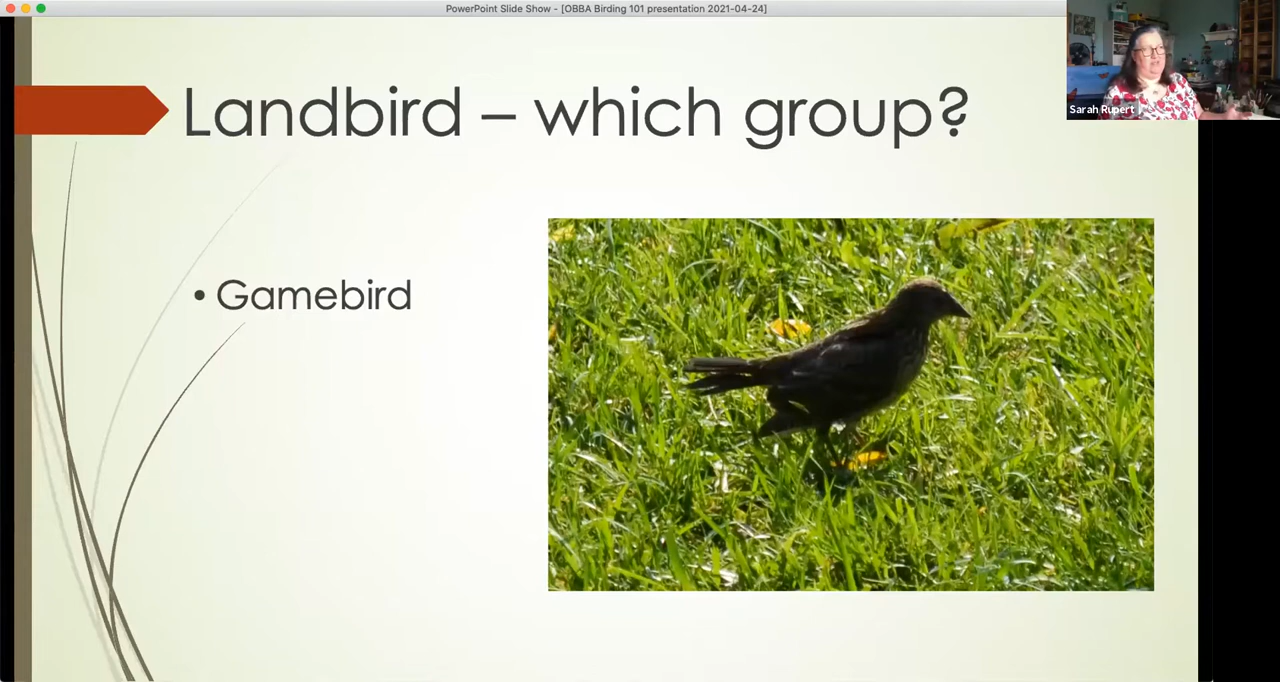 PowerPoint Slide Show - [OBBA Birding 101 presentation 2021-04-24]
Landbird – which group?
Sarah Rupert
• Gamebird